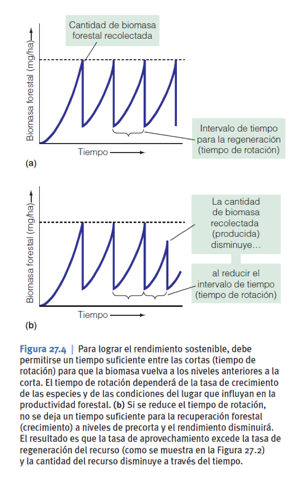 Cantidad de biomasa
forestal recolectada
Biomasa forestal (mg/ha)
Intervalo de tiempo
para la regeneración
(tiempo de rotación)
Tiempo
(a)
Biomasa forestal (mg/ha)
La cantidad
de biomasa
recolectada
(producida)
disminuye...
al reducir el
intervalo de tiempo
(tiempo de rotación)
Tiempo
(b)
Figura 27.4 | Para lograr el rendimiento sostenible, debe
permitirse un tiempo suficiente entre las cortas (tiempo de
rotación) para que la biomasa vuelva a los niveles anteriores a la
corta. El tiempo de rotación dependerá de la tasa de crecimiento
de las especies y de las condiciones del lugar que influyan en la
productividad forestal. (b) Si se reduce el tiempo de rotación,
no se deja un tiempo suficiente para la recuperación forestal
(crecimiento) a niveles de precorta y el rendimiento disminuirá.
El resultado es que la tasa de aprovechamiento excede la tasa de
regeneración del recurso (como se muestra en la Figura 27.2)
y la cantidad del recurso disminuye a través del tiempo.